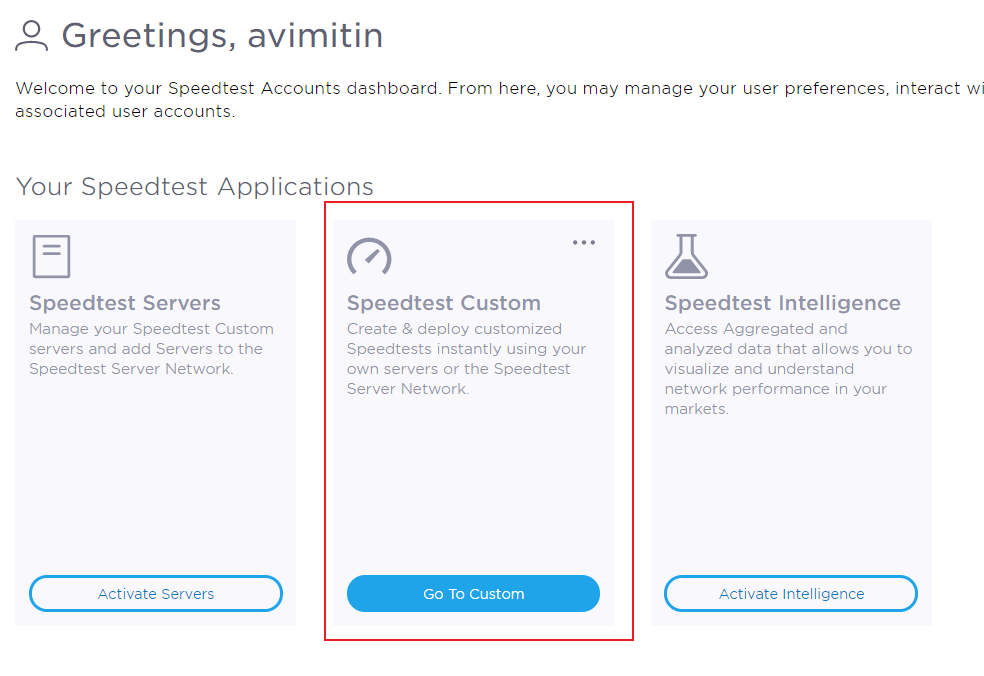 Greetings, avimitin
Welcome to your Speedtest Accounts dashboard. From here, you may manage your user preferences, interact wi
associated user accounts.
Your Speedtest Applications
Speedtest Servers
Manage your Speedtest Custom
servers and add Servers to the
Speedtest Server Network.
Activate Servers
Speedtest Custom
Create & deploy customized
Speedtests instantly using your
own servers or the Speedtest
Server Network.
Go To Custom
Speedtest Intelligence
Access Aggregated and
analyzed data that allows you to
visualize and understand
network performance in your
markets.
Activate Intelligence